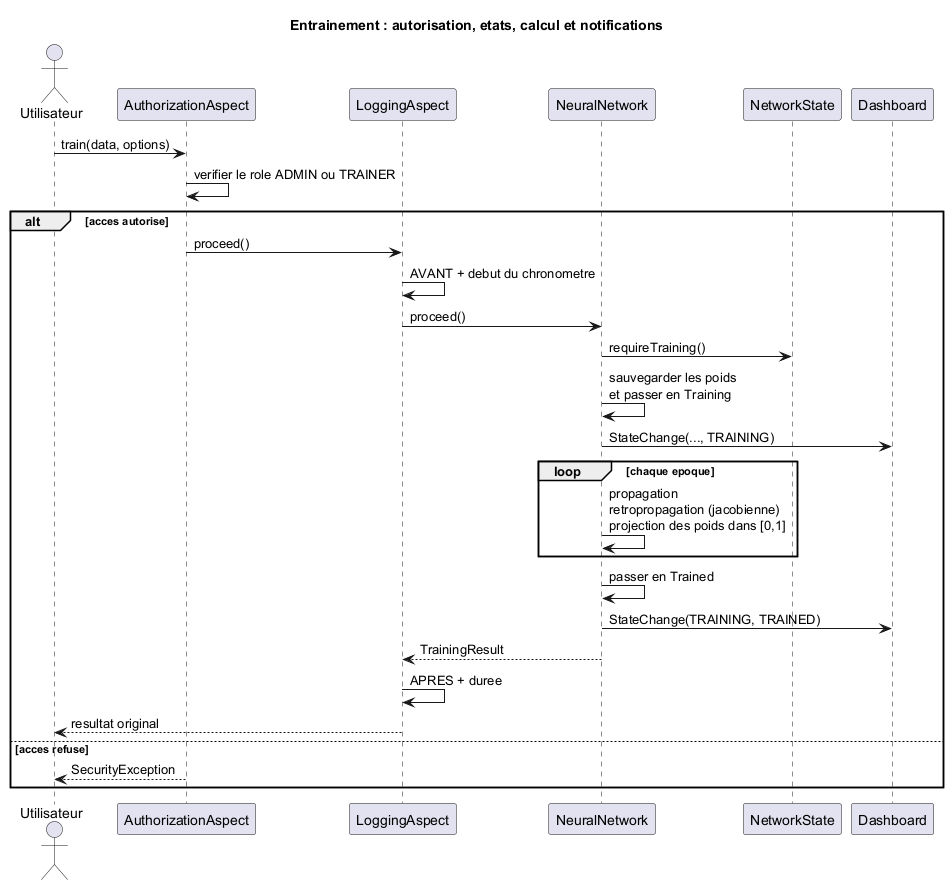 Entrainement : autorisation, etats, calcul et notifications
Utilisateur
AuthorizationAspect
LoggingAspect
NeuralNetwork
NetworkState
Dashboard
train(data, options)
verifier le role ADMIN ou TRAINER
alt
[acces autorise]
proceed()
AVANT + debut du chronometre
proceed()
requireTraining()
sauvegarder les poids
et passer en Training
StateChange(..., TRAINING)
loop
[chaque epoque]
propagation
retropropagation (jacobienne)
projection des poids dans [0,1]
passer en Trained
StateChange(TRAINING, TRAINED)
TrainingResult
APRES + duree
resultat original
[acces refuse]
SecurityException
Utilisateur
AuthorizationAspect
LoggingAspect
NeuralNetwork
NetworkState
Dashboard